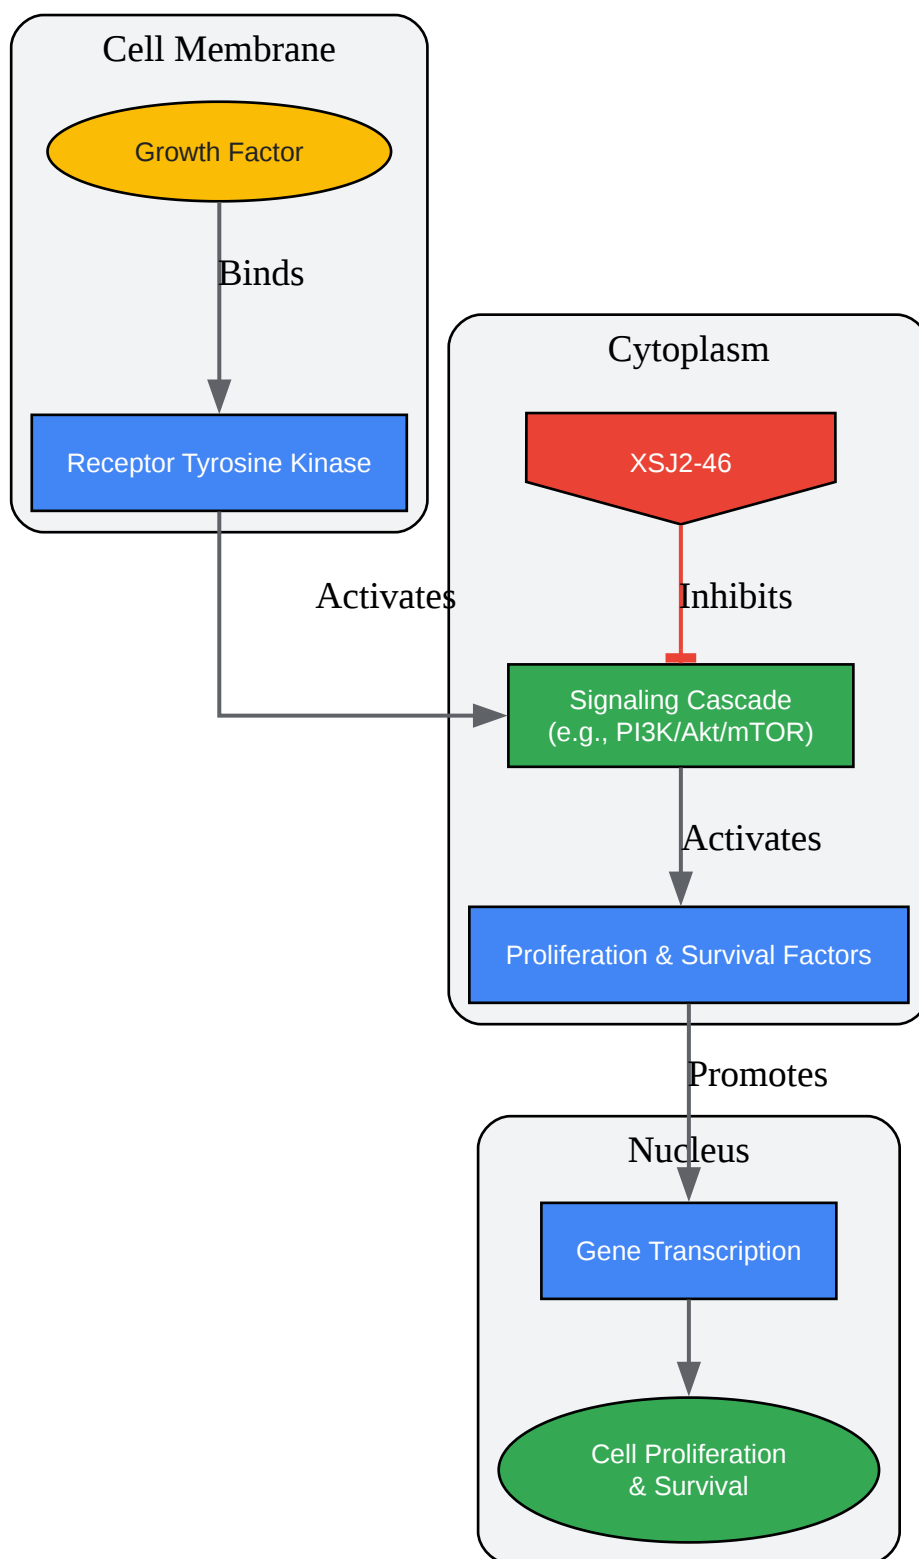 Cell Membrane
Growth Factor
Binds
Receptor Tyrosine Kinase
Cytoplasm
XSJ2-46
Activates
Inhibits
Signaling Cascade
(e.g., PI3K/Akt/mTOR)
Activates
Proliferation & Survival Factors
Promotes
Nucleus
Gene Transcription
Cell Proliferation
& Survival